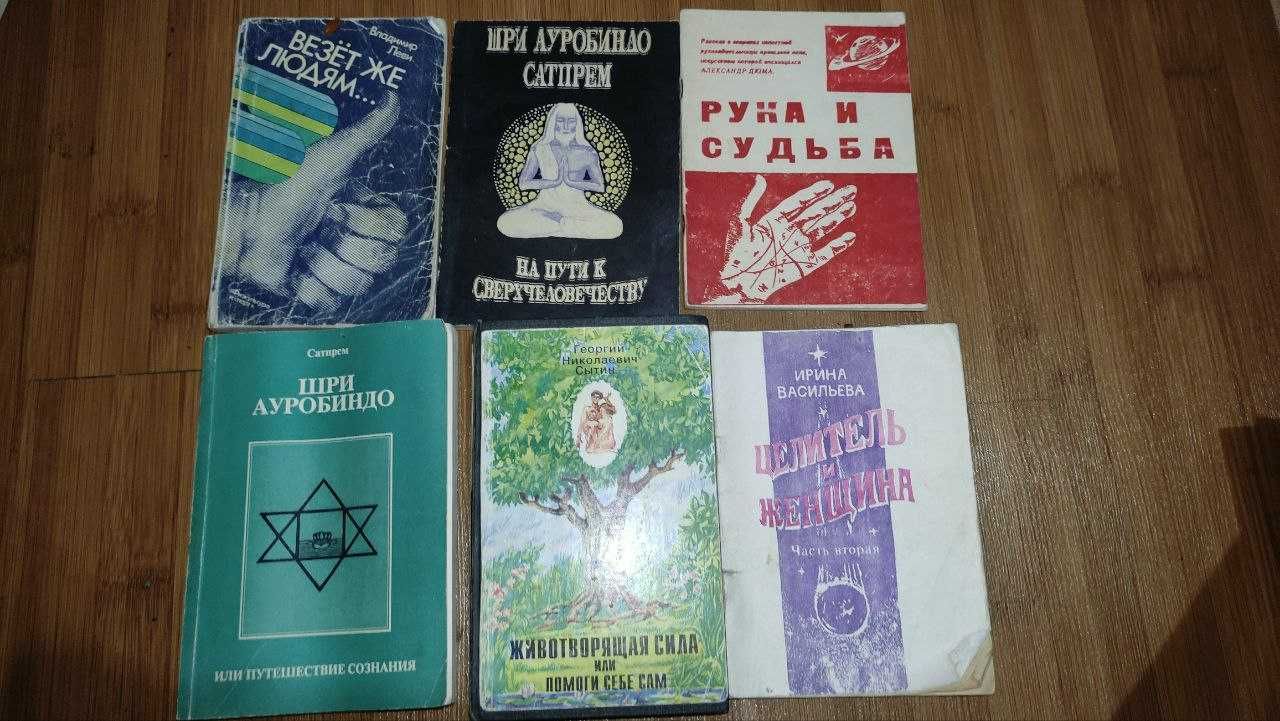 Владимир
Леви
ВЕЗЁТ ЖЕ
ЛЮДЯМ...
ШРИ АУРОБИНДО
САТПРЕМ
НА ПУТИ К
СВЕРХЧЕЛОВЕЧЕСТВУ
АЛЕКСАНДР ДЮМА.
РУКА И
СУДЬБА
Сатпрем
ШРИ
АУРОБИНДО
ИЛИ ПУТЕШЕСТВИЕ СОЗНАНИЯ
Георгий
Николаевич
Сытин
ЖИВОТВОРЯЩАЯ СИЛА
ИЛИ
ПОМОГИ СЕБЕ САМ
ИРИНА
ВАСИЛЬЕВА
ЦЕЛИТЕЛЬ
И
ЖЕНЩИНА
Часть вторая